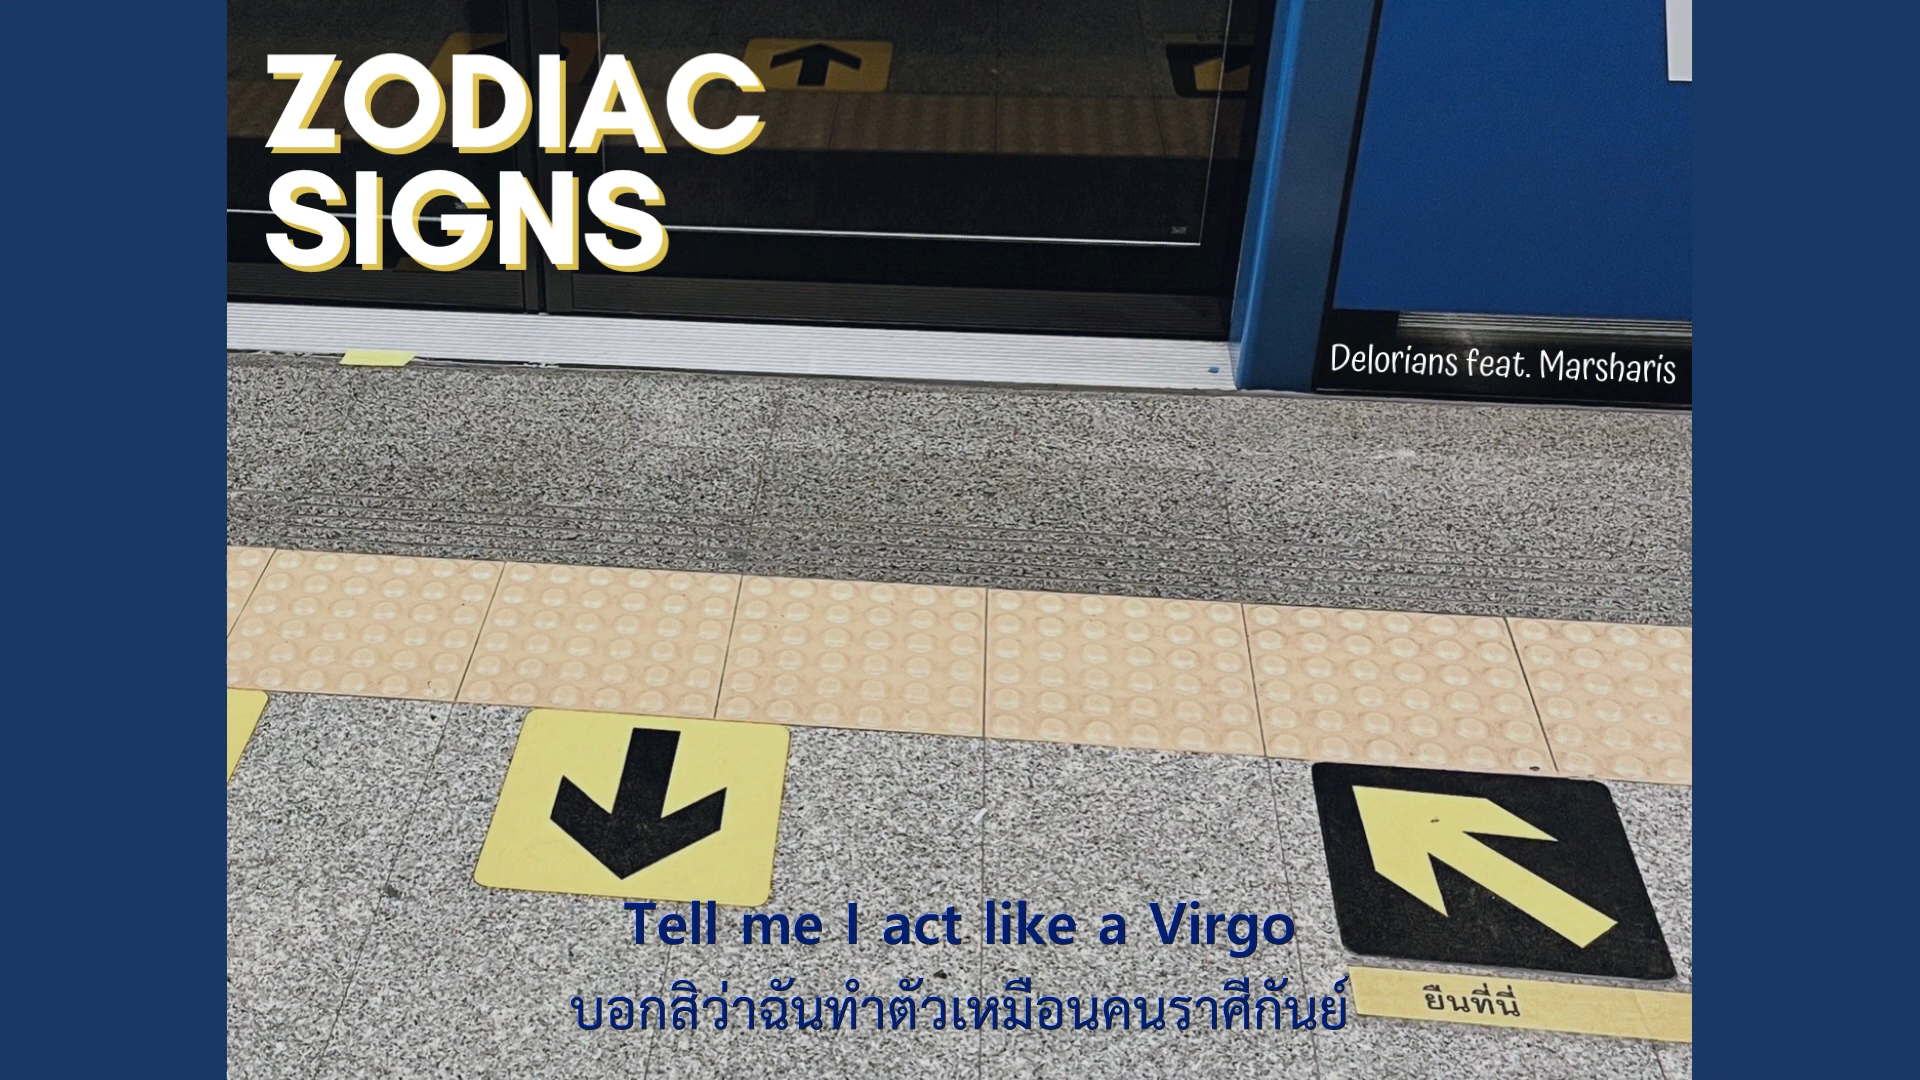 ZODIAC
SIGNS
Delorians feat. Marsharis
Tell me I act like a Virgo
บอกสิว่าฉันทำตัวเหมือนคนราศีกันย์
ยืนที่นี่